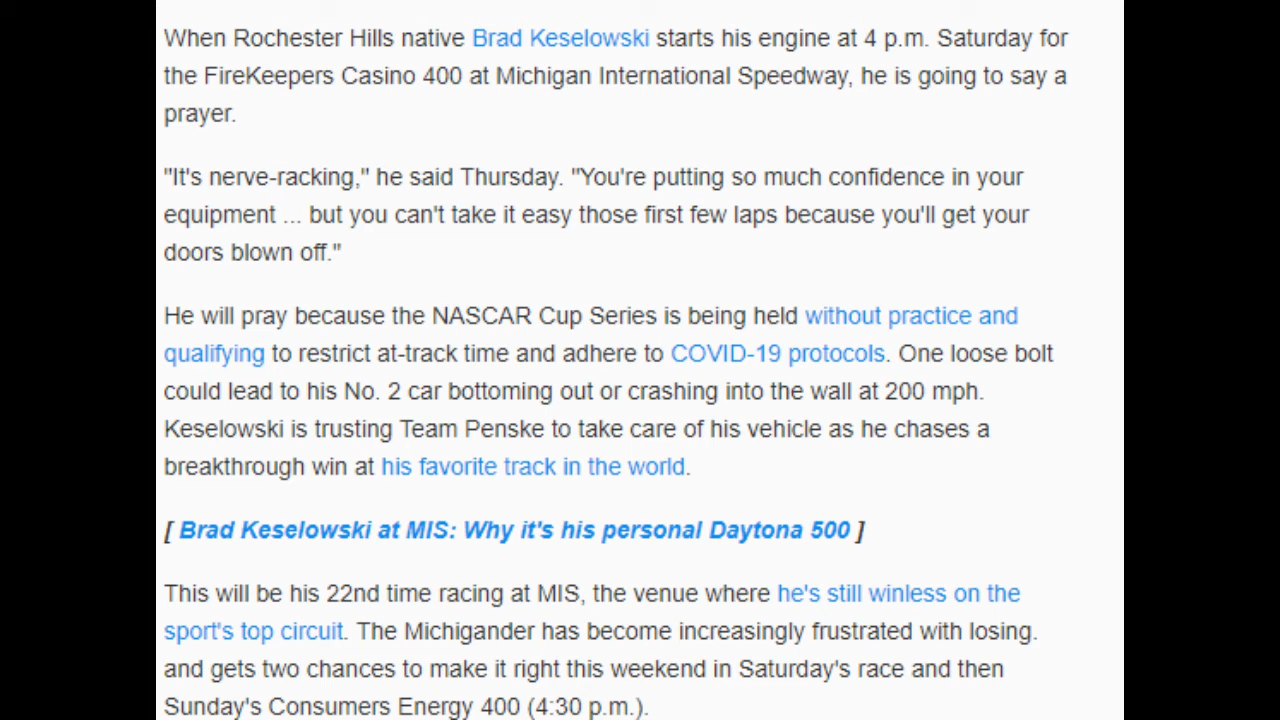 When Rochester Hills native Brad Keselowski starts his engine at 4 p.m. Saturday for
the FireKeepers Casino 400 at Michigan International Speedway, he is going to say a
prayer.
"It's nerve-racking," he said Thursday. "You're putting so much confidence in your
equipment ... but you can't take it easy those first few laps because you'll get your
doors blown off."
He will pray because the NASCAR Cup Series is being held without practice and
qualifying to restrict at-track time and adhere to COVID-19 protocols. One loose bolt
could lead to his No. 2 car bottoming out or crashing into the wall at 200 mph.
Keselowski is trusting Team Penske to take care of his vehicle as he chases a
breakthrough win at his favorite track in the world.
[ Brad Keselowski at MIS: Why it's his personal Daytona 500 ]
This will be his 22nd time racing at MIS, the venue where he's still winless on the
sport's top circuit. The Michigander has become increasingly frustrated with losing.
and gets two chances to make it right this weekend in Saturday's race and then
Sunday's Consumers Energy 400 (4:30 p.m.).